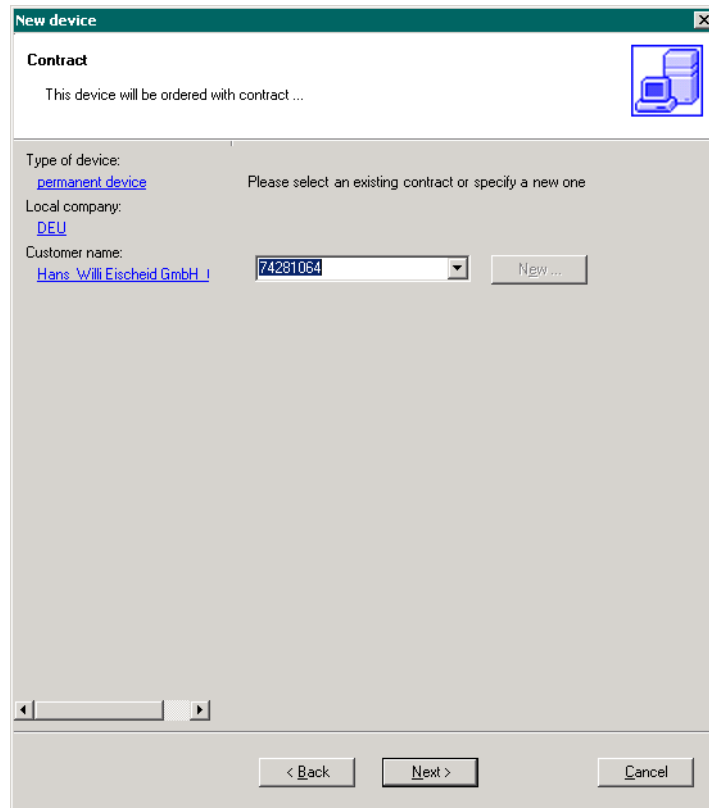 New device
Contract
This device will be ordered with contract ...
Type of device:
permanent device
Please select an existing contract or specify a new one
Local company:
DEU
Customer name:
Hans Willi Eischeid GmbH
74281064
New ...
< Back
Next >
Cancel